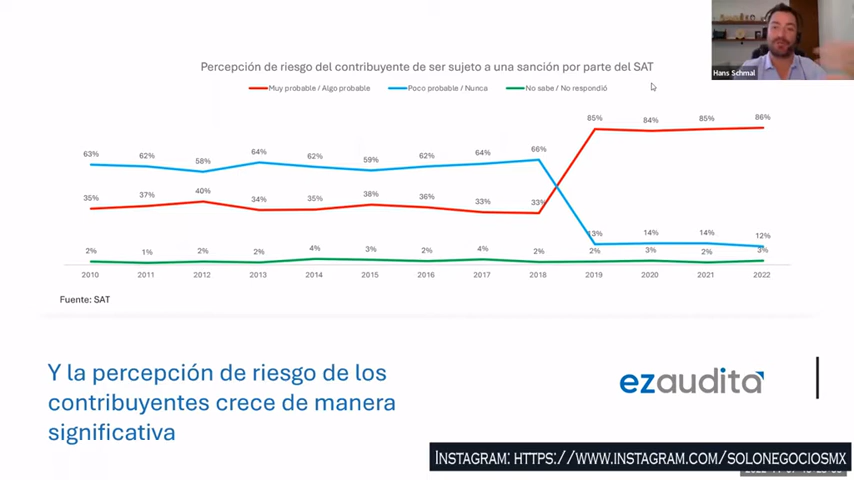 Hans Schmal
Percepción de riesgo del contribuyente de ser sujeto a una sanción por parte del SAT
Muy probable / Algo probable Poco probable / Nunca No sabe / No respondió
85% 84% 85% 86%
63% 62% 58% 64% 62% 59% 62% 64% 66%
35% 37% 40% 34% 35% 38% 36% 33% 33%
13% 14% 14% 12%
2% 1% 2% 2% 4% 3% 2% 4% 2% 2% 3% 2% 3%
2010 2011 2012 2013 2014 2015 2016 2017 2018 2019 2020 2021 2022
Fuente: SAT
Y la percepción de riesgo de los
contribuyentes crece de manera
significativa
ezaudita
Instagram: https://www.instagram.com/solonegociosmx